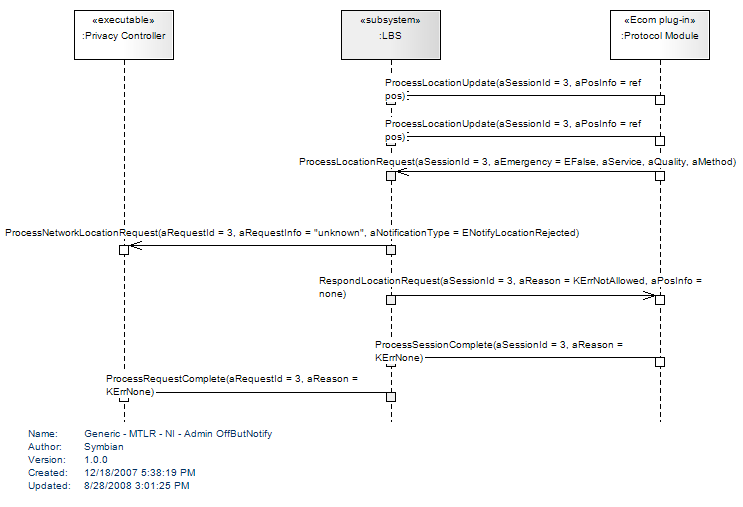 «executable»
:Privacy Controller
«subsystem»
:LBS
«Ecom plug-in»
:Protocol Module
ProcessLocationUpdate(aSessionId = 3, aPosInfo = ref
pos)
ProcessLocationUpdate(aSessionId = 3, aPosInfo = ref
pos)
ProcessLocationRequest(aSessionId = 3, aEmergency = EFalse, aService, aQuality, aMethod)
ProcessNetworkLocationRequest(aRequestId = 3, aRequestInfo = "unknown", aNotificationType = ENotifyLocationRejected)
RespondLocationRequest(aSessionId = 3, aReason = KErrNotAllowed, aPosInfo =
none)
ProcessSessionComplete(aSessionId = 3, aReason =
KErrNone)
ProcessRequestComplete(aRequestId = 3, aReason =
KErrNone)
Name: Generic - MTLR - NI - Admin OffButNotify
Author: Symbian
Version: 1.0.0
Created: 12/18/2007 5:38:19 PM
Updated: 8/28/2008 3:01:25 PM